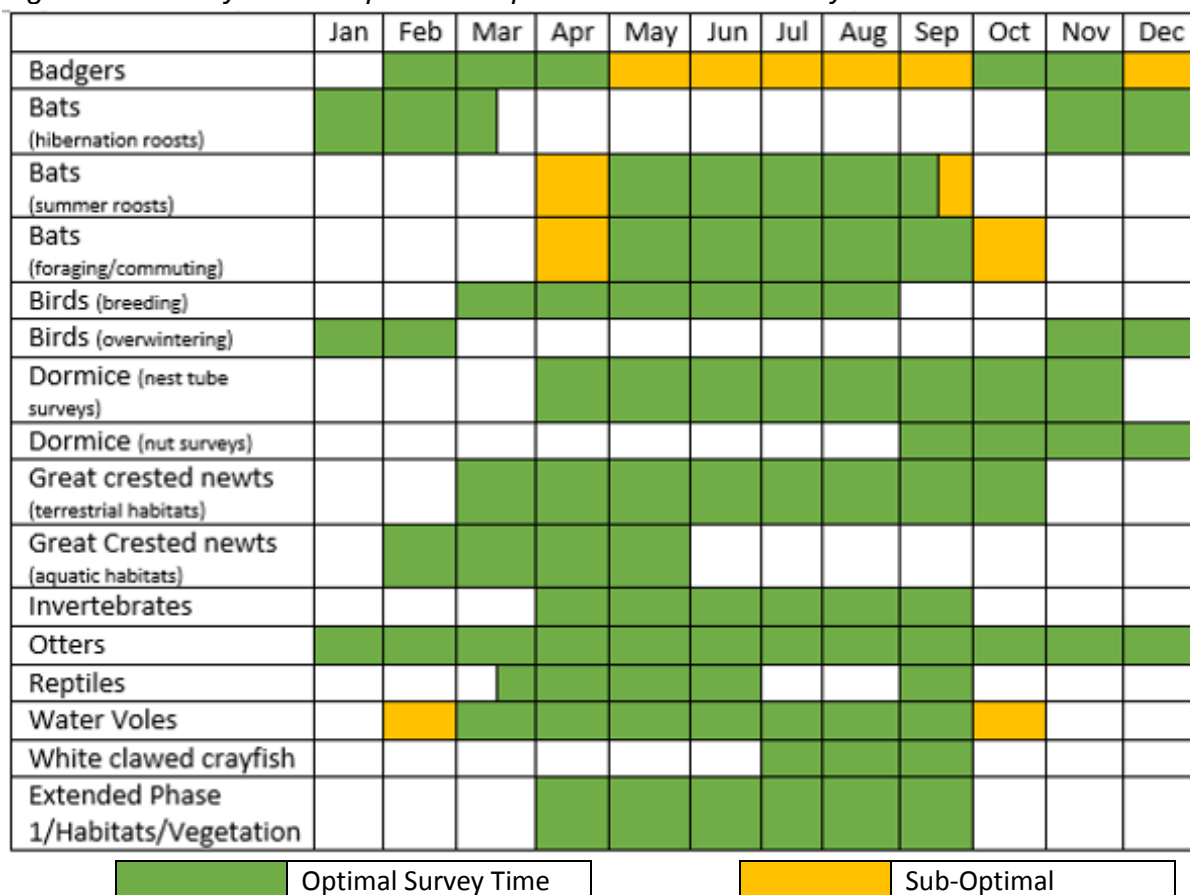 Jan Feb Mar Apr May Jun Jul Aug Sep Oct Nov Dec
Badgers
Bats
(hibernation roosts)
Bats
(summer roosts)
Bats
(foraging/commuting)
Birds (breeding)
Birds (overwintering)
Dormice (nest tube
surveys)
Dormice (nut surveys)
Great crested newts
(terrestrial habitats)
Great Crested newts
(aquatic habitats)
Invertebrates
Otters
Reptiles
Water Voles
White clawed crayfish
Extended Phase
1/Habitats/Vegetation
Optimal Survey Time Sub-Optimal